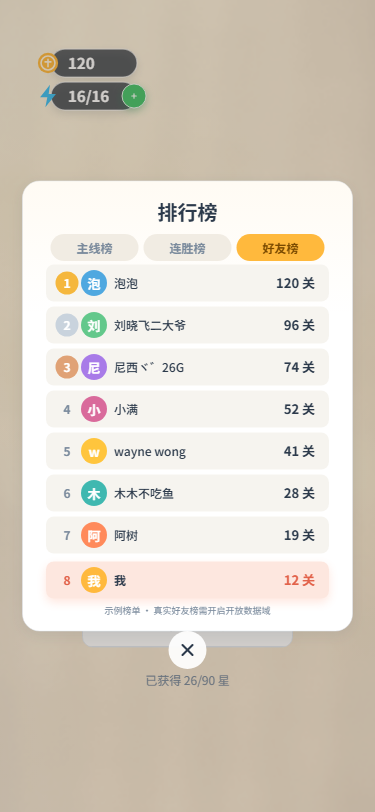 120
16/16 +
排行榜
主线榜 连胜榜 好友榜
1 泡 泡泡 120 关
2 刘 刘晓飞二大爷 96 关
3 尼 尼西ヾ゛26G 74 关
4 小 小满 52 关
5 w wayne wong 41 关
6 木 木木不吃鱼 28 关
7 阿 阿树 19 关
8 我 我 12 关
示例榜单 · 真实好友榜需开启开放数据域
已获得 26/90 星